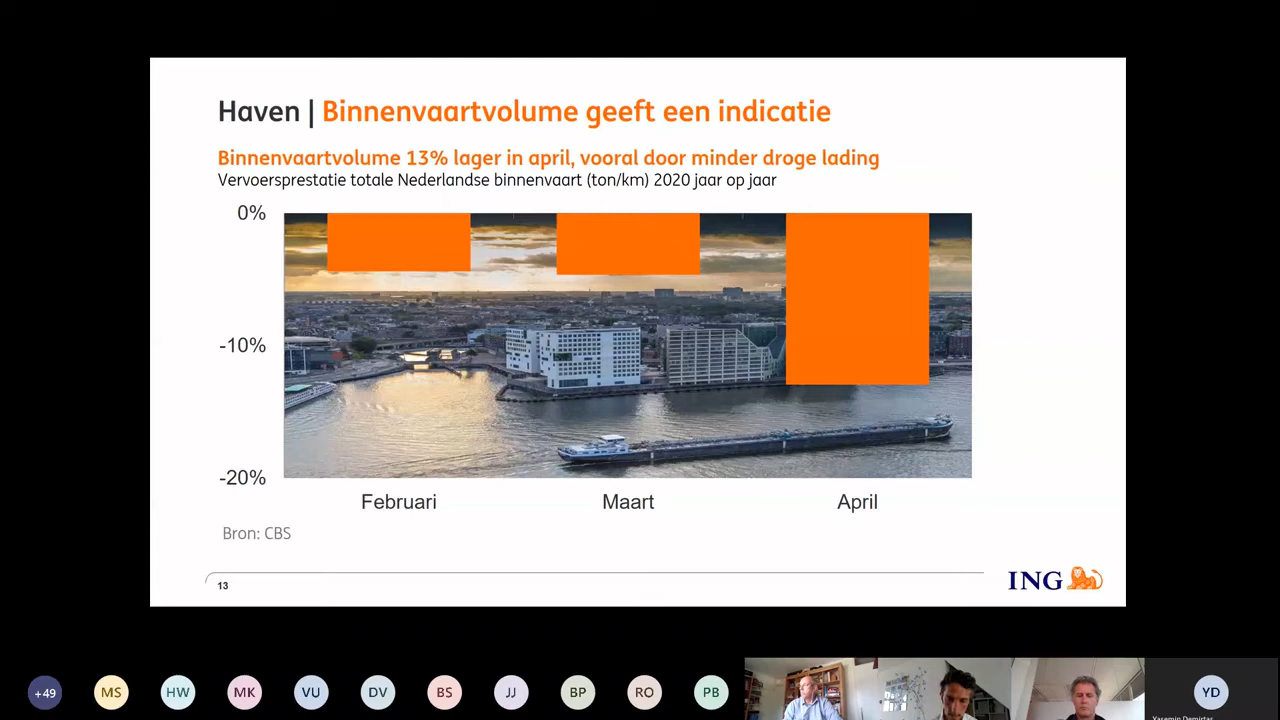 Haven | Binnenvaartvolume geeft een indicatie
Binnenvaartvolume 13% lager in april, vooral door minder droge lading
Vervoersprestatie totale Nederlandse binnenvaart (ton/km) 2020 jaar op jaar
0%
-10%
-20%
Februari Maart April
Bron: CBS
13
ING
+49 MS HW MK VU DV BS JJ BP RO PB YD
Yasemin Demirtas